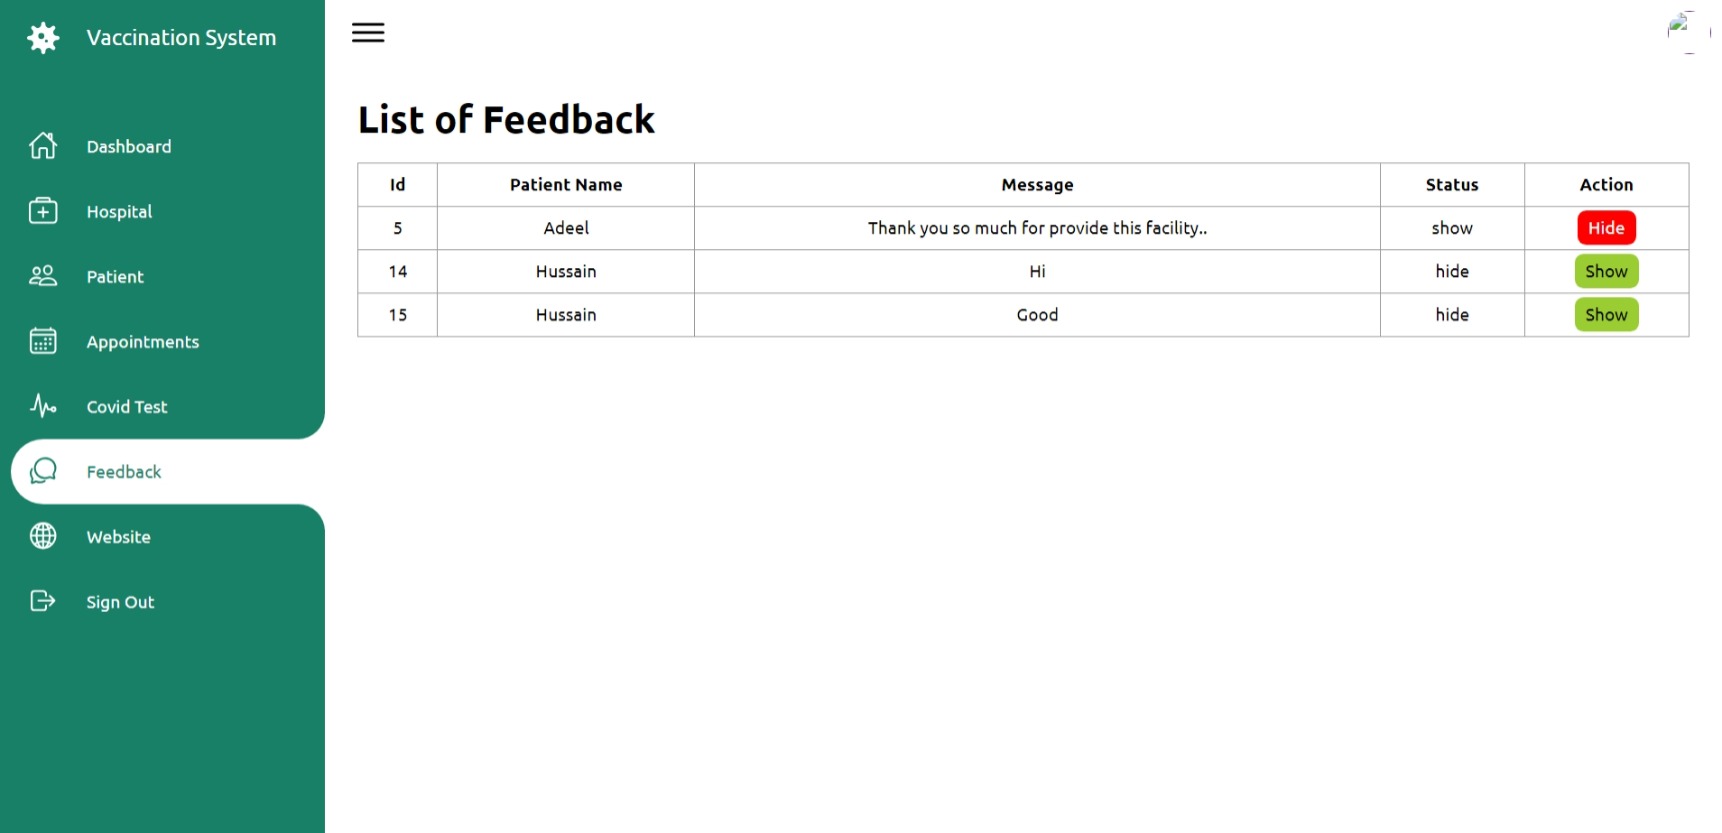 Vaccination System
Dashboard
Hospital
Patient
Appointments
Covid Test
Feedback
Website
Sign Out
List of Feedback
Id Patient Name Message Status Action
5 Adeel Thank you so much for provide this facility.. show Hide
14 Hussain Hi hide Show
15 Hussain Good hide Show